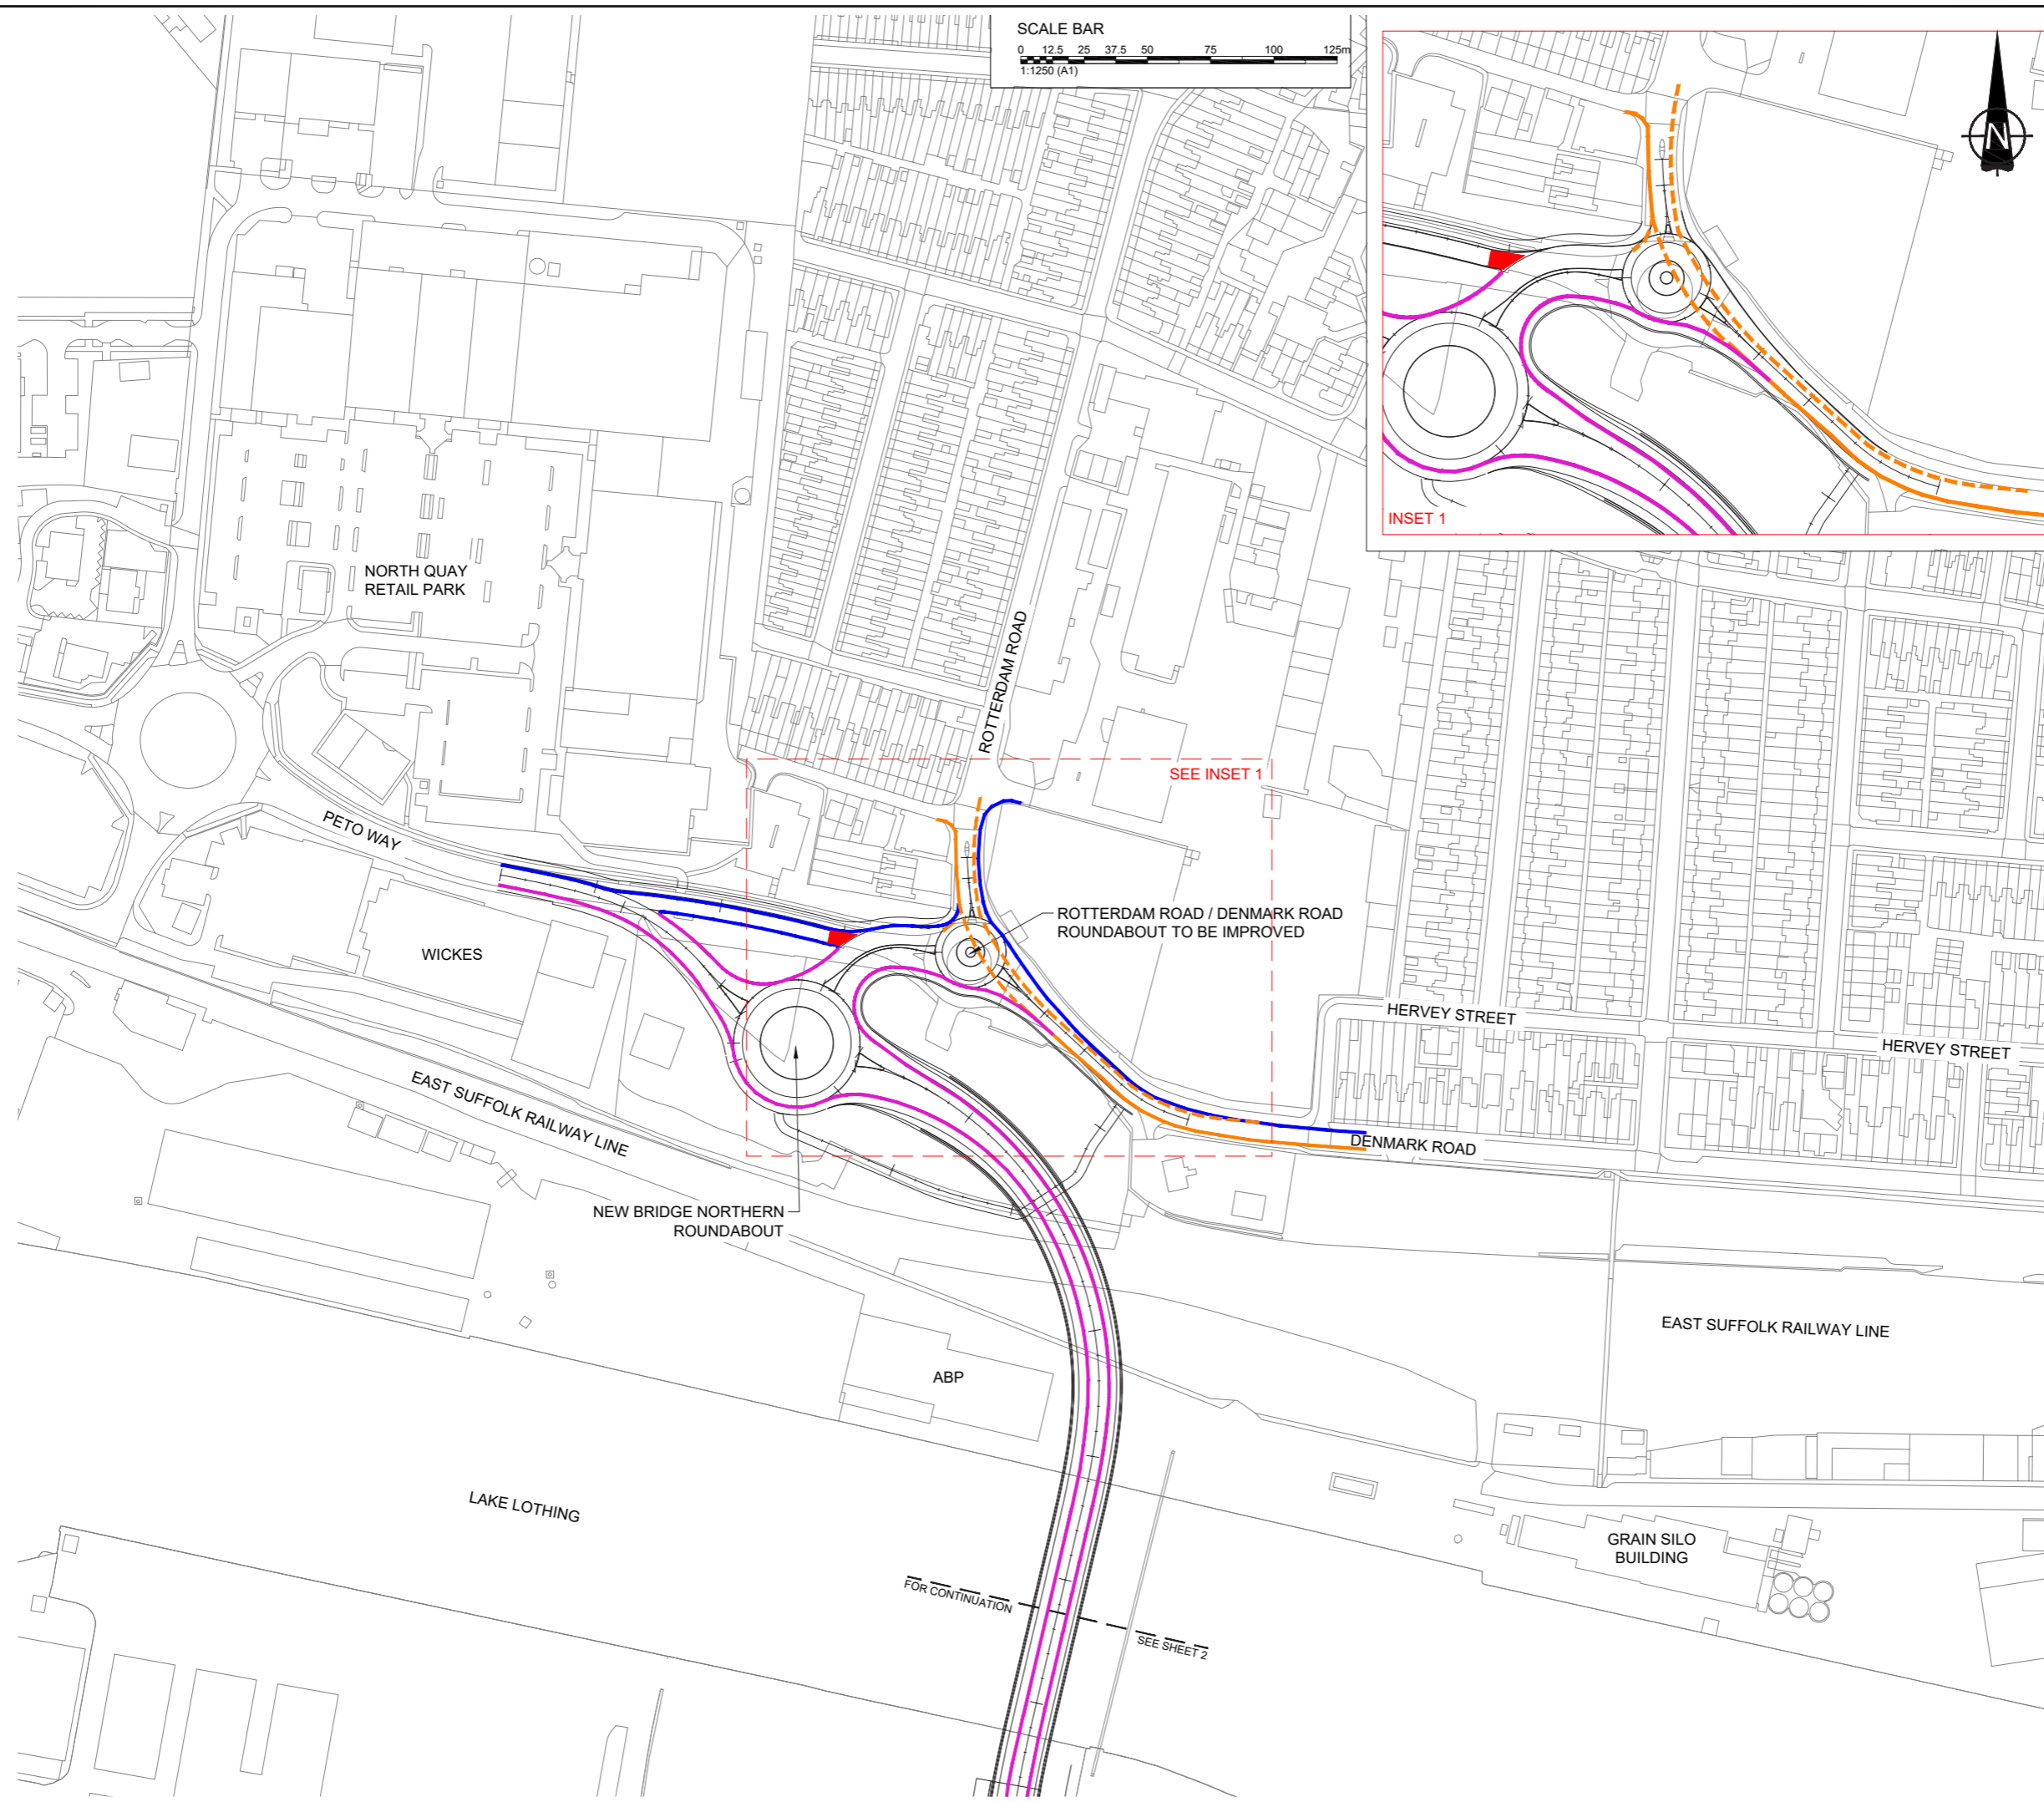 SCALE BAR
0 12.5 25 37.5 50 75 100 125m
1:1250 (A1)
N
INSET 1
NORTH QUAY
RETAIL PARK
ROTTERDAM ROAD
SEE INSET 1
PETO WAY
ROTTERDAM ROAD / DENMARK ROAD
ROUNDABOUT TO BE IMPROVED
WICKES
HERVEY STREET
HERVEY STREET
EAST SUFFOLK RAILWAY LINE
DENMARK ROAD
NEW BRIDGE NORTHERN
ROUNDABOUT
EAST SUFFOLK RAILWAY LINE
ABP
LAKE LOTHING
GRAIN SILO
BUILDING
FOR CONTINUATION
SEE SHEET 2